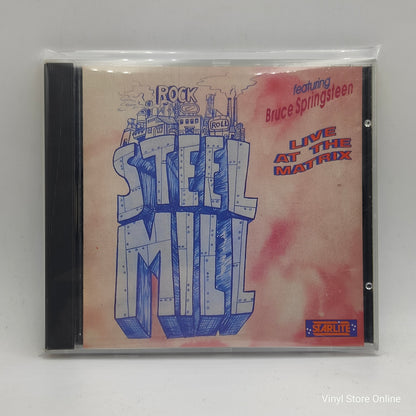 ROCK
ROLL
STEEL
MILL
featuring
Bruce Springsteen
LIVE
AT THE
MATRIX
STARLITE
Vinyl Store Online